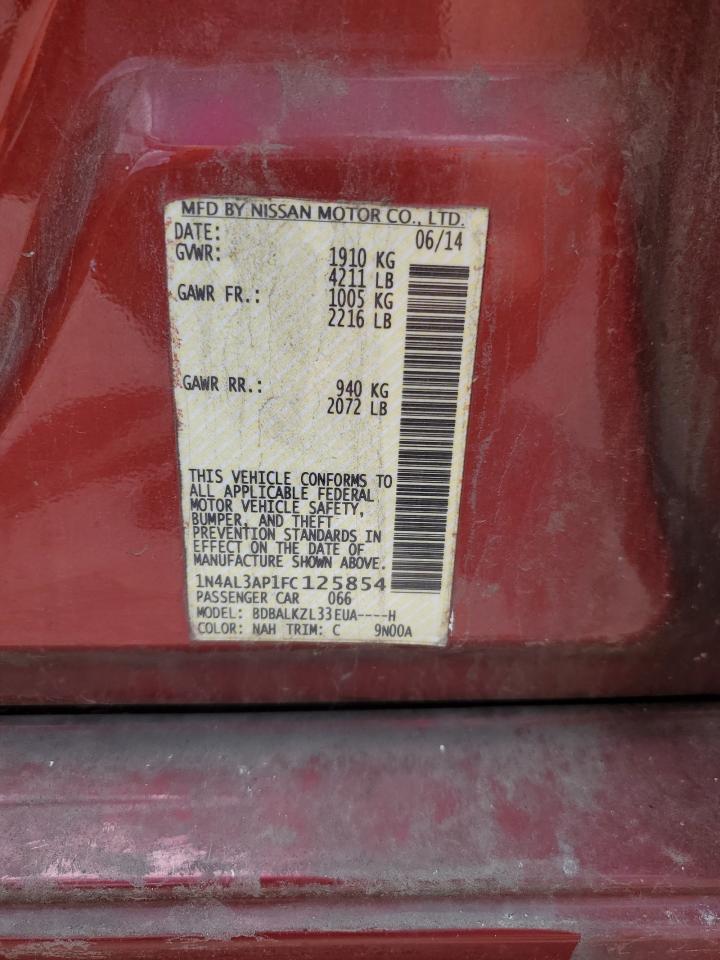 MFD BY NISSAN MOTOR CO., LTD.
DATE: 06/14
GVWR: 1910 KG
4211 LB
GAWR FR.: 1005 KG
2216 LB
GAWR RR.: 940 KG
2072 LB
THIS VEHICLE CONFORMS TO
ALL APPLICABLE FEDERAL
MOTOR VEHICLE SAFETY,
BUMPER, AND THEFT
PREVENTION STANDARDS IN
EFFECT ON THE DATE OF
MANUFACTURE SHOWN ABOVE.
1N4AL3AP1FC125854
PASSENGER CAR 066
MODEL: BDBALKZL33EUA----H
COLOR: NAH TRIM: C 9N00A